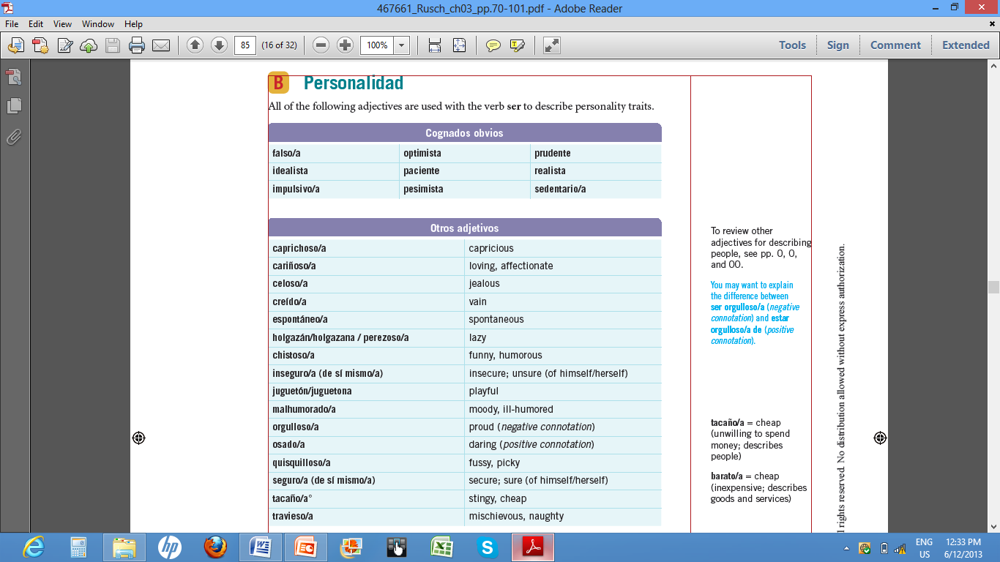 467661_Rusch_ch03_pp.70-101.pdf - Adobe Reader
File Edit View Window Help
85 (16 of 32) 100% Tools Sign Comment Extended
B Personalidad
All of the following adjectives are used with the verb ser to describe personality traits.
Cognados obvios
falso/a optimista prudente
idealista paciente realista
impulsivo/a pesimista sedentario/a
Otros adjetivos
caprichoso/a capricious
cariñoso/a loving, affectionate
celoso/a jealous
creído/a vain
espontáneo/a spontaneous
holgazán/holgazana / perezoso/a lazy
chistoso/a funny, humorous
inseguro/a (de sí mismo/a) insecure; unsure (of himself/herself)
juguetón/juguetona playful
malhumorado/a moody, ill-humored
orgulloso/a proud (negative connotation)
osado/a daring (positive connotation)
quisquilloso/a fussy, picky
seguro/a (de sí mismo/a) secure; sure (of himself/herself)
tacaño/a° stingy, cheap
travieso/a mischievous, naughty
To review other
adjectives for describing
people, see pp. 0, 0,
and 00.
You may want to explain
the difference between
ser orgulloso/a (negative
connotation) and estar
orgulloso/a de (positive
connotation).
tacaño/a = cheap
(unwilling to spend
money; describes
people)
barato/a = cheap
(inexpensive; describes
goods and services)
rights reserved. No distribution allowed without express authorization.
ENG 12:33 PM
US 6/12/2013